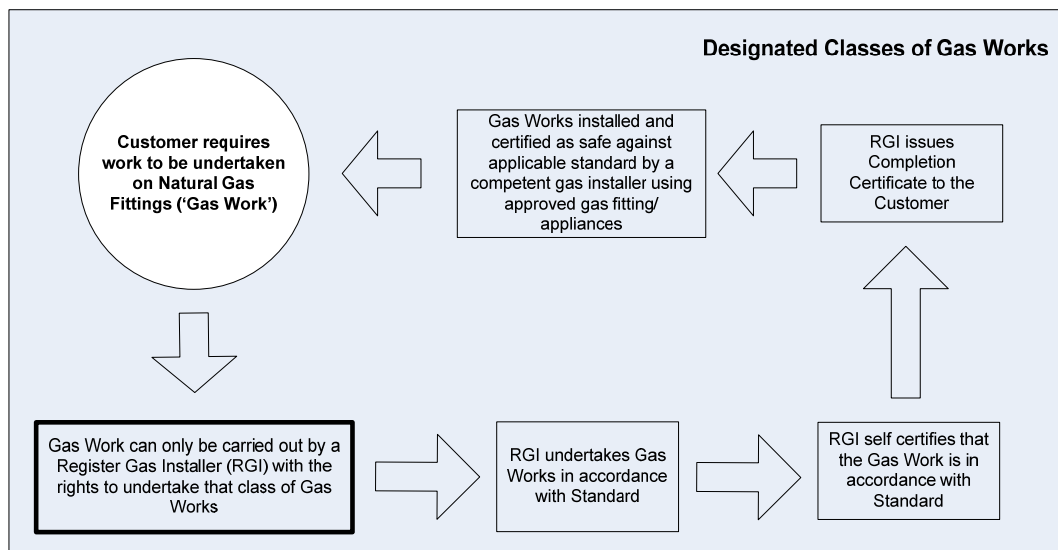 Designated Classes of Gas Works
Customer requires
work to be undertaken
on Natural Gas
Fittings (‘Gas Work’)
Gas Work can only be carried out by a
Register Gas Installer (RGI) with the
rights to undertake that class of Gas
Works
RGI undertakes Gas
Works in accordance
with Standard
RGI self certifies that
the Gas Work is in
accordance with
Standard
RGI issues
Completion
Certificate to the
Customer
Gas Works installed and
certified as safe against
applicable standard by a
competent gas installer using
approved gas fitting/
appliances